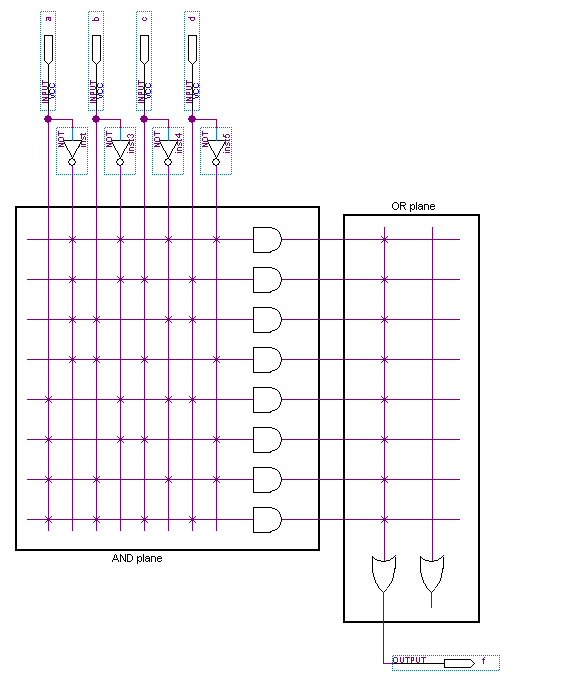 a
b
c
d
INPUT
VCC
INPUT
VCC
INPUT
VCC
INPUT
VCC
NOT
inst
NOT
inst3
NOT
inst4
NOT
inst5
OR plane
AND plane
OUTPUT
f